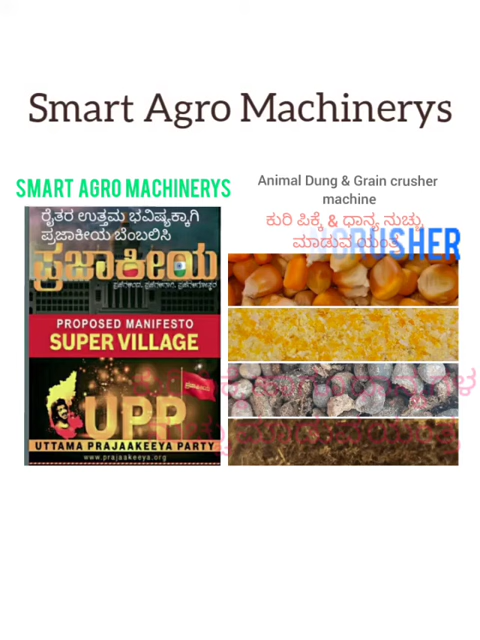 Smart Agro Machinerys
SMART AGRO MACHINERYS
ರೈತರ ಉತ್ತಮ ಭವಿಷ್ಯಕ್ಕಾಗಿ
ಪ್ರಜಾಕೀಯ ಬೆಂಬಲಿಸಿ
ಪ್ರಜಾಕೀಯ
PROPOSED MANIFESTO
SUPER VILLAGE
UPP
UTTAMA PRAJAAKEEYA PARTY
www.prajaakeeya.org
Animal Dung & Grain crusher
machine
ಕುರಿ ಪಿಕ್ಕೆ & ಧಾನ್ಯ ನುಚ್ಚು
ಮಾಡುವ ಯಂತ್ರ
CRUSHER